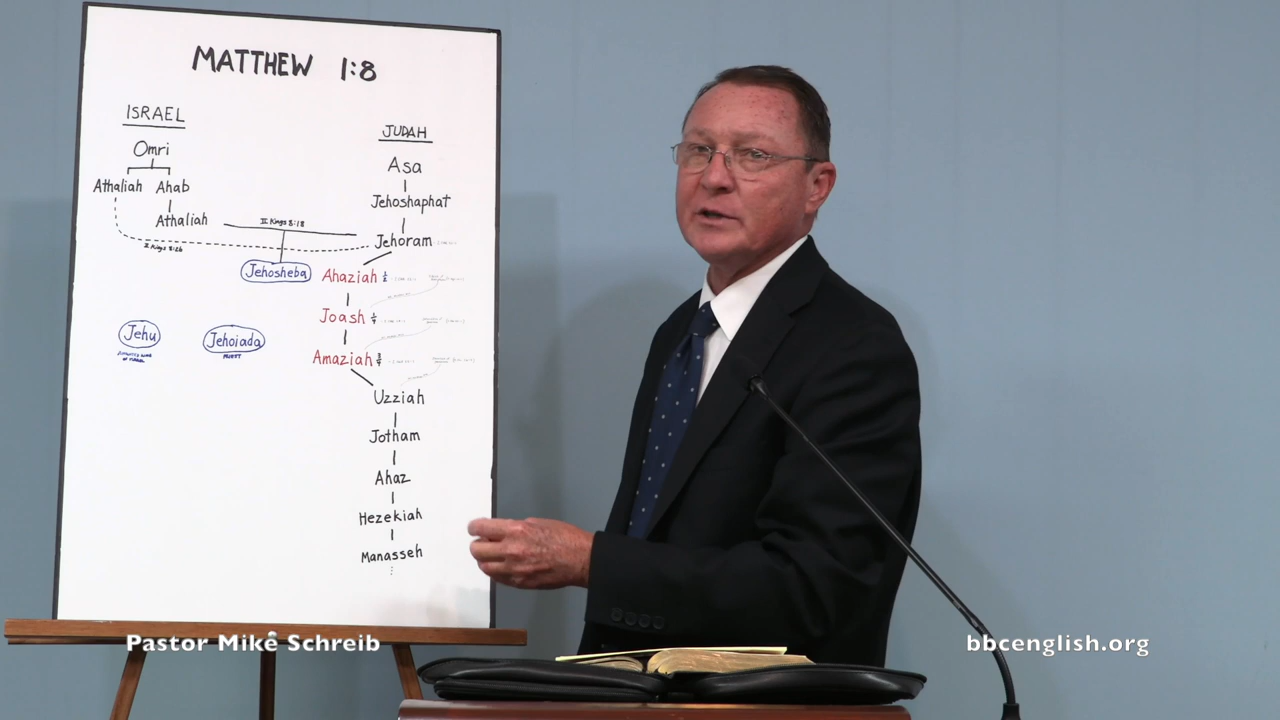 MATTHEW 1:8
ISRAEL
Omri
Athaliah Ahab
Athaliah
II Kings 8:18
II Kings 8:26
Jehosheba
Jehu
Jehoiada
PRIEST
JUDAH
Asa
Jehoshaphat
Jehoram
Ahaziah
Joash
Amaziah
Uzziah
Jotham
Ahaz
Hezekiah
Manasseh
Pastor Mike Schreib
bbcenglish.org